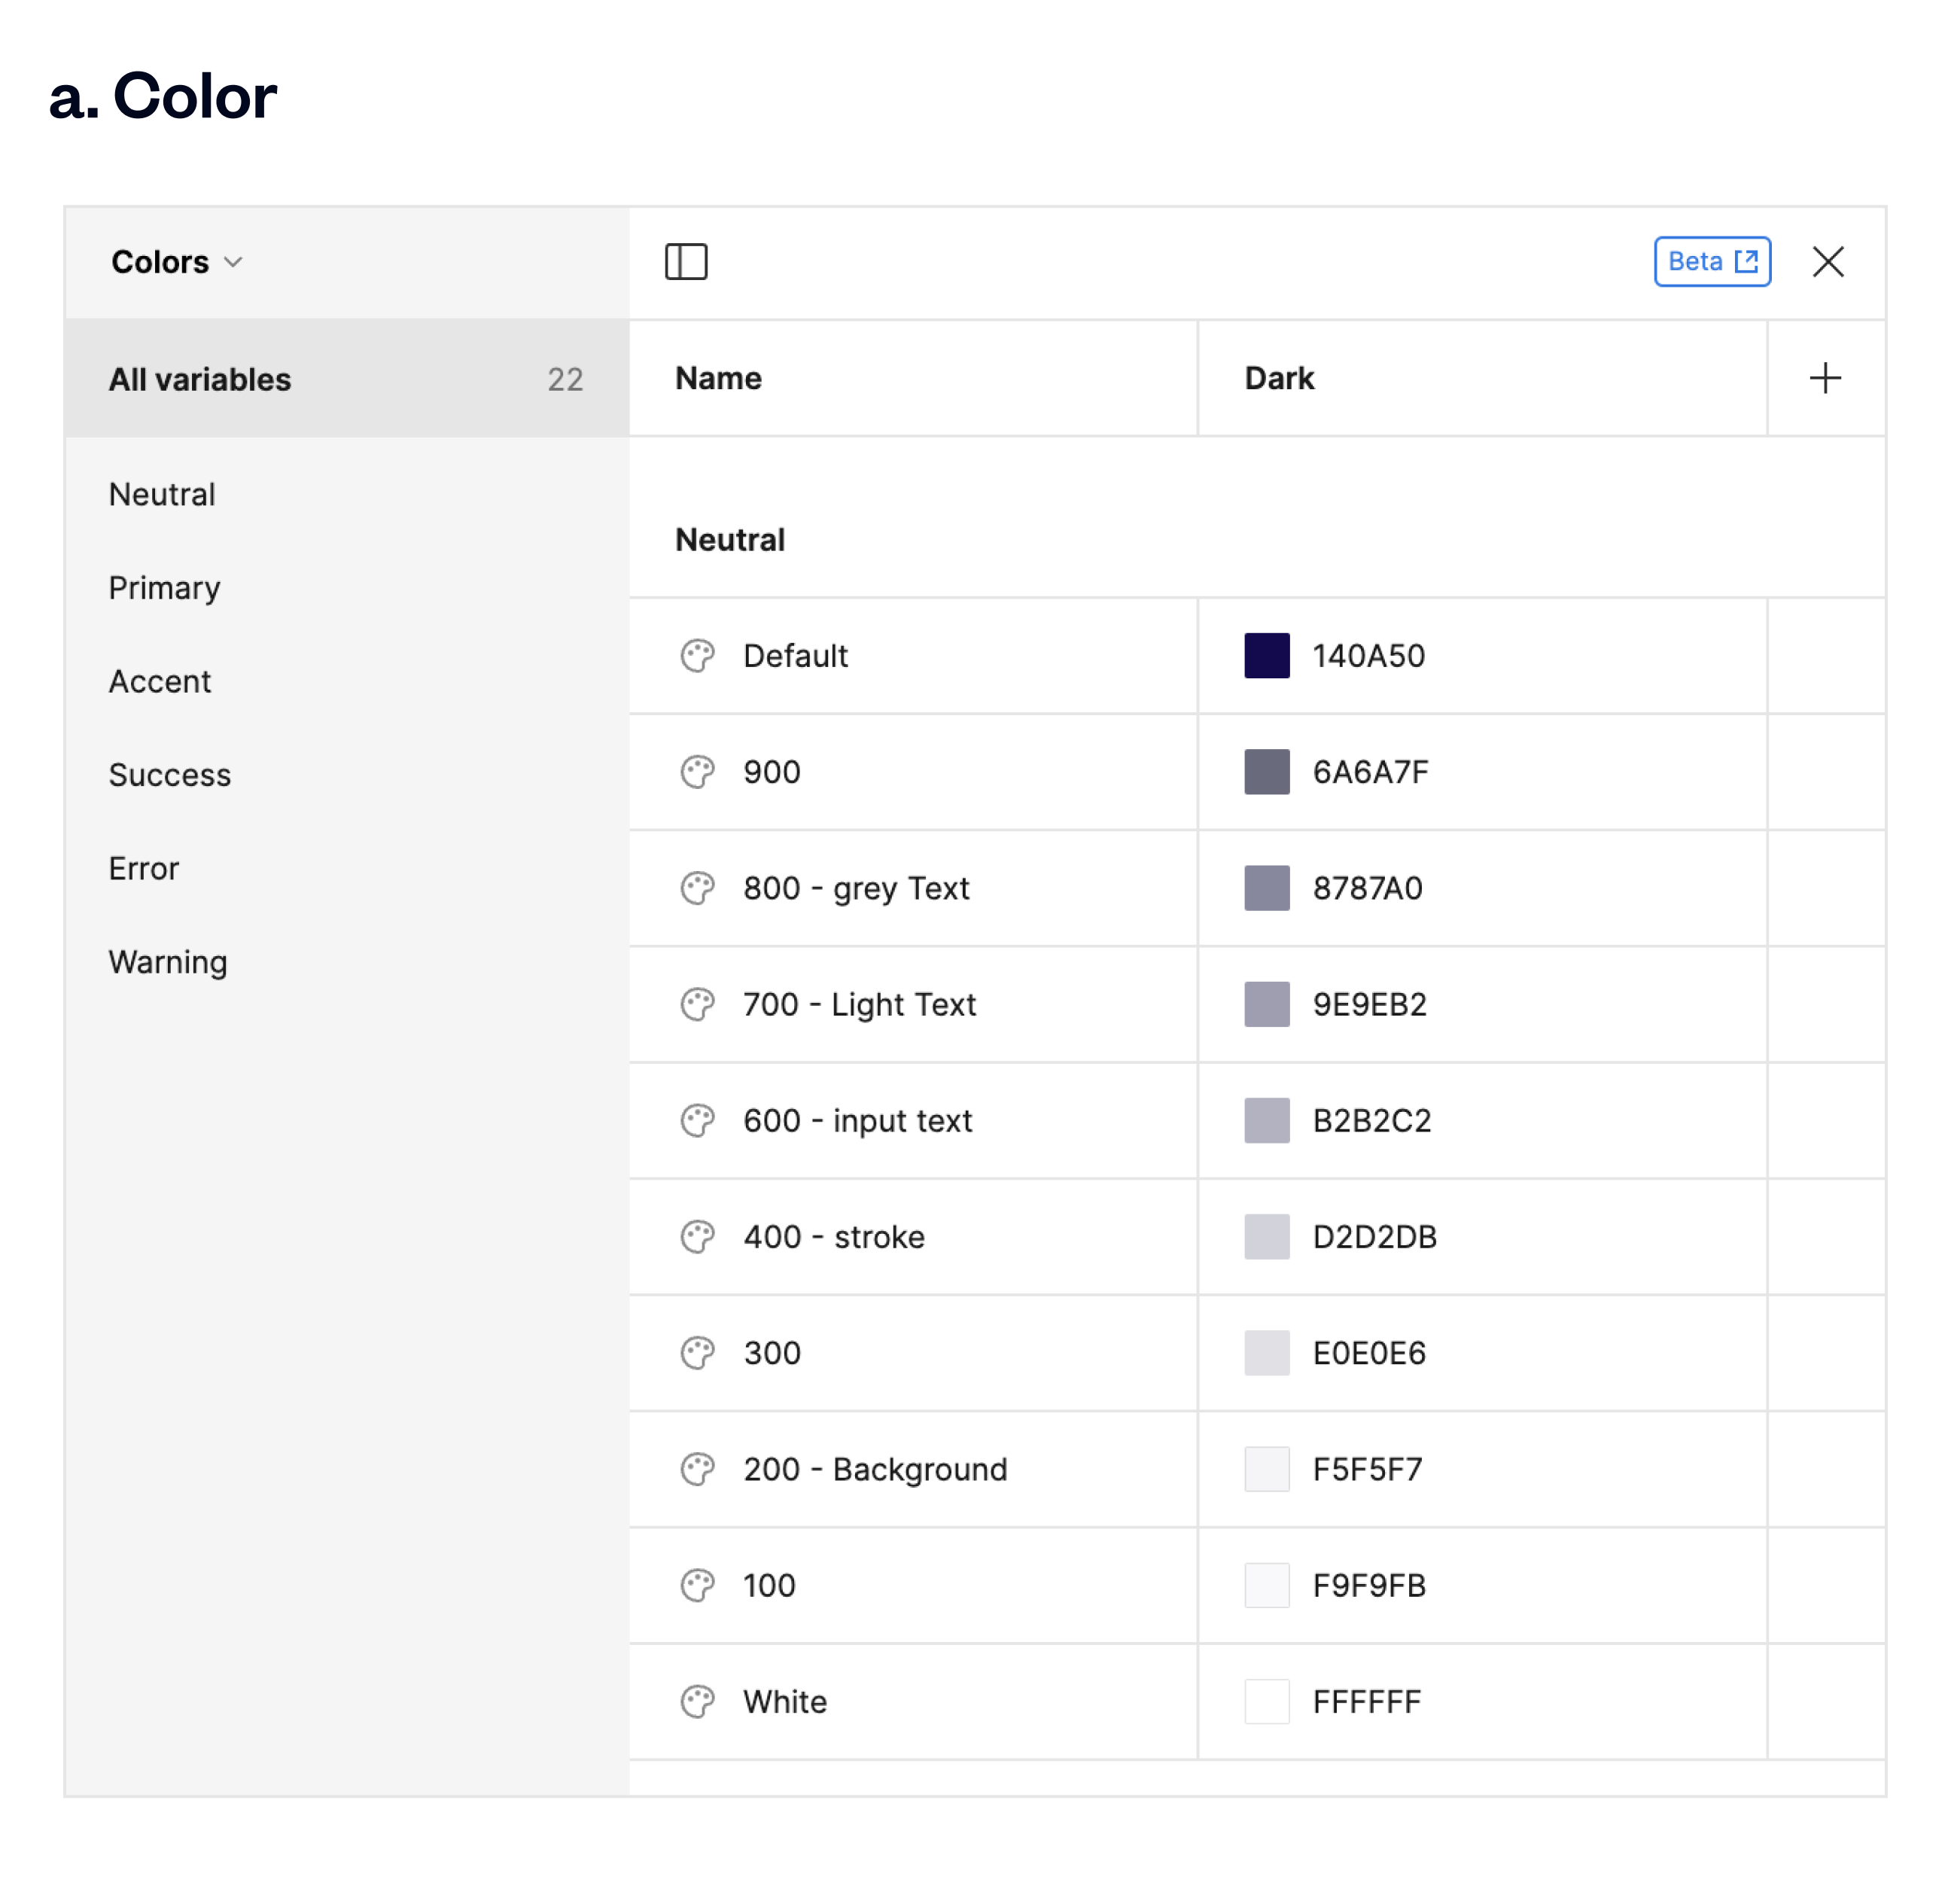 a. Color
Colors
Beta
All variables 22
Name Dark
Neutral
Primary
Accent
Success
Error
Warning
Neutral
Default 140A50
900 6A6A7F
800 - grey Text 8787A0
700 - Light Text 9E9EB2
600 - input text B2B2C2
400 - stroke D2D2DB
300 E0E0E6
200 - Background F5F5F7
100 F9F9FB
White FFFFFF